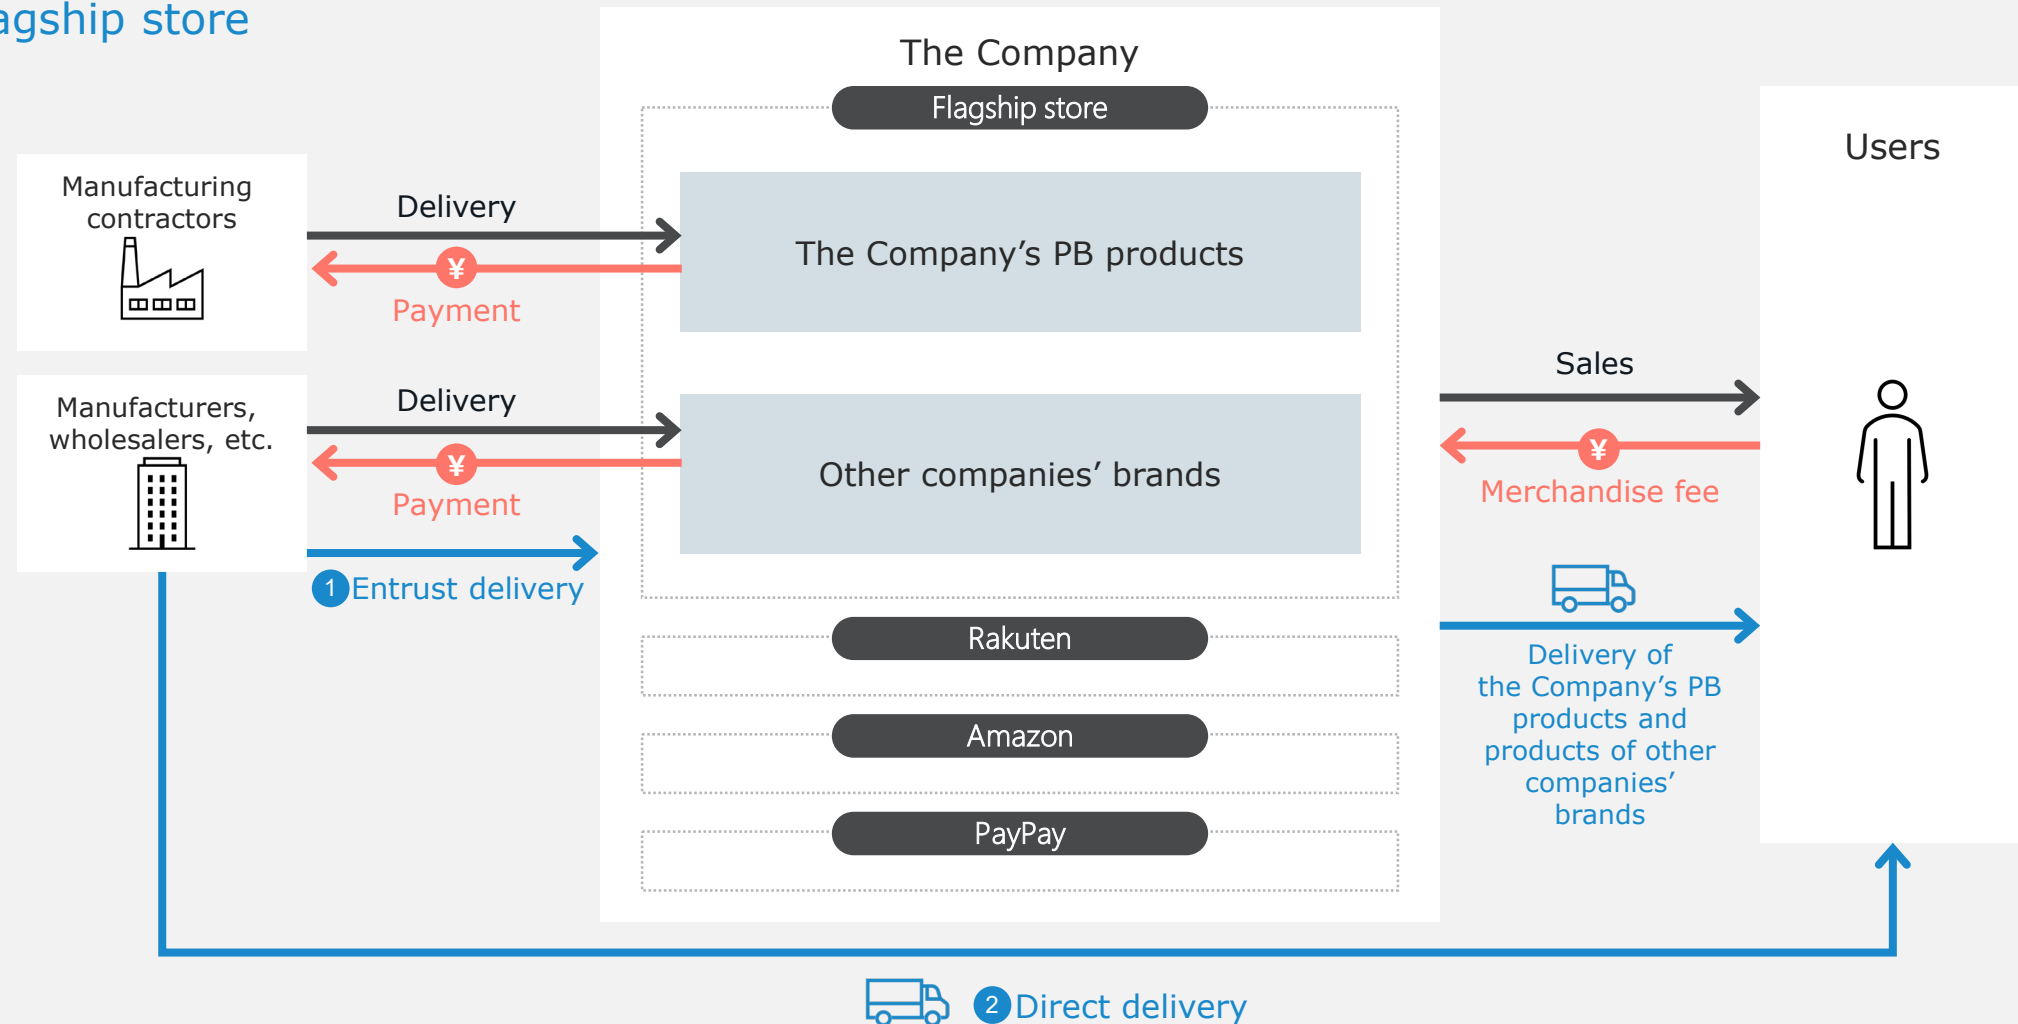 agship store
The Company
Flagship store
Users
Manufacturing
contractors
Delivery
¥
Payment
The Company’s PB products
Manufacturers,
wholesalers, etc.
Delivery
¥
Payment
Other companies’ brands
1 Entrust delivery
Sales
¥
Merchandise fee
Delivery of
the Company’s PB
products and
products of other
companies’
brands
Rakuten
Amazon
PayPay
2 Direct delivery